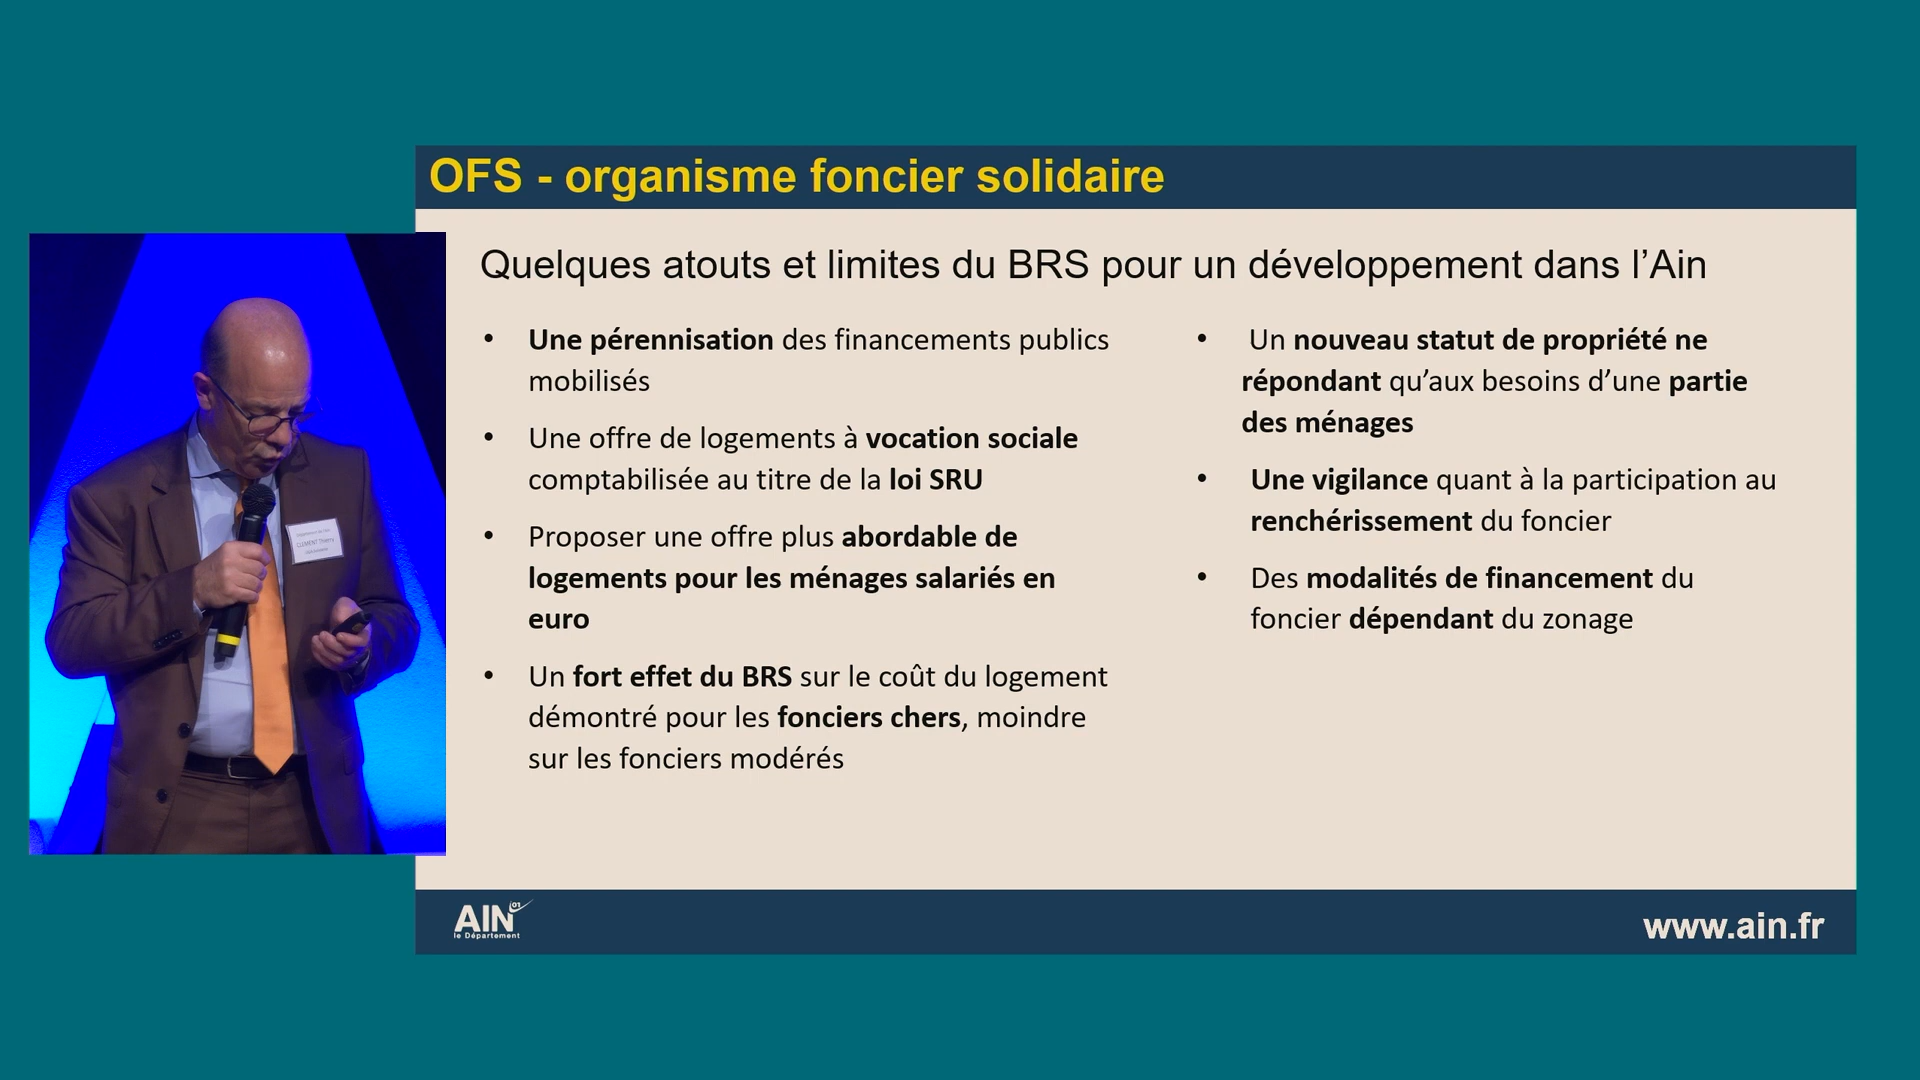 OFS - organisme foncier solidaire
Quelques atouts et limites du BRS pour un développement dans l’Ain
• Une pérennisation des financements publics
mobilisés
• Une offre de logements à vocation sociale
comptabilisée au titre de la loi SRU
• Proposer une offre plus abordable de
logements pour les ménages salariés en
euro
• Un fort effet du BRS sur le coût du logement
démontré pour les fonciers chers, moindre
sur les fonciers modérés
• Un nouveau statut de propriété ne
répondant qu’aux besoins d’une partie
des ménages
• Une vigilance quant à la participation au
renchérissement du foncier
• Des modalités de financement du
foncier dépendant du zonage
CLEMENT Thierry
AIN 01
le Département
www.ain.fr